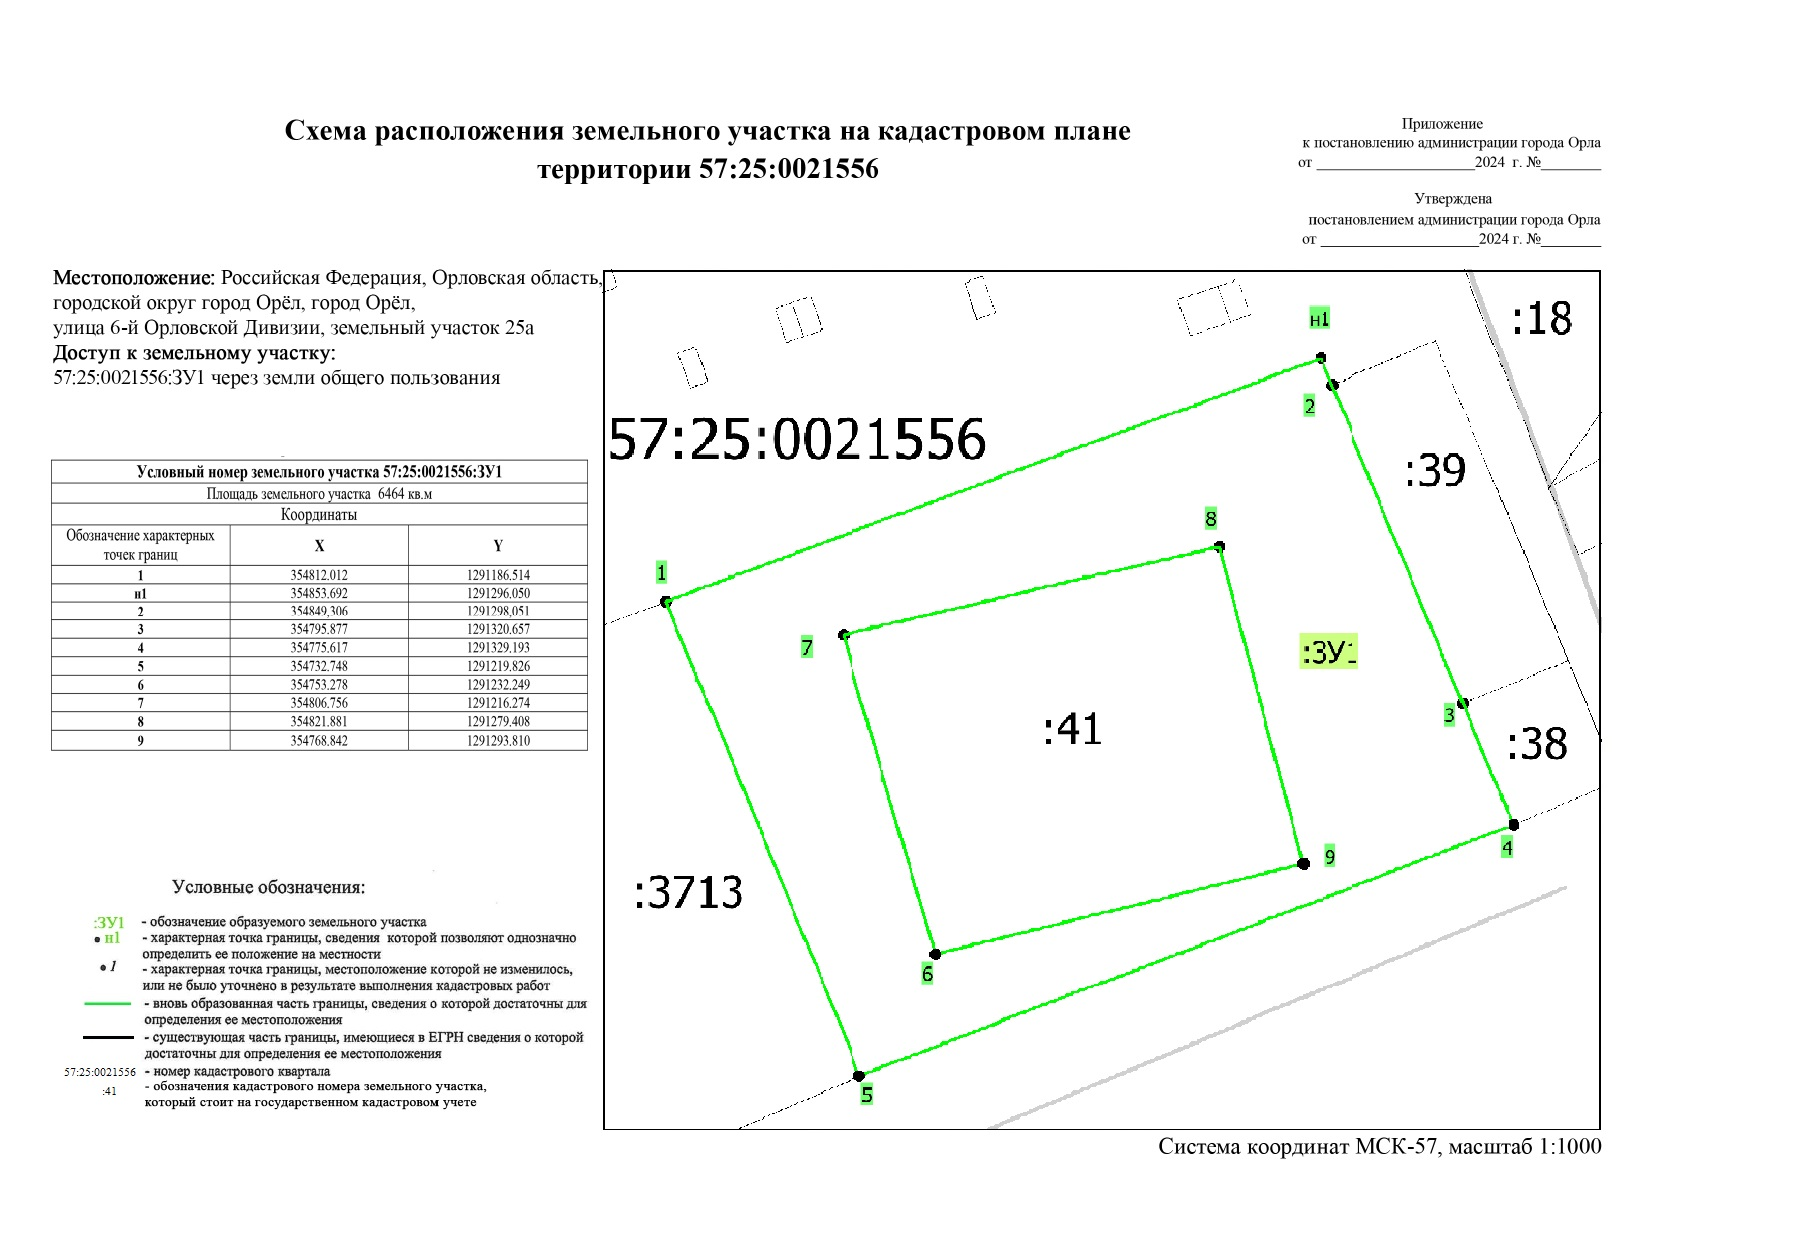 Схема расположения земельного участка на кадастровом плане
территории 57:25:0021556
Приложение
к постановлению администрации города Орла
от ______________________2024 г. №________
Утверждена
постановлением администрации города Орла
от ______________________2024 г. №________
Местоположение: Российская Федерация, Орловская область,
городской округ город Орёл, город Орёл,
улица 6-й Орловской Дивизии, земельный участок 25а
Доступ к земельному участку:
57:25:0021556:ЗУ1 через земли общего пользования
Условный номер земельного участка 57:25:0021556:ЗУ1
Площадь земельного участка 6464 кв.м
Координаты
Обозначение характерных
точек границ
X
Y
1 354812.012 1291186.514
н1 354853.692 1291296.050
2 354849,306 1291298,051
3 354795.877 1291320.657
4 354775.617 1291329.193
5 354732.748 1291219.826
6 354753.278 1291232.249
7 354806.756 1291216.274
8 354821.881 1291279.408
9 354768.842 1291293.810
Условные обозначения:
:ЗУ1 - обозначение образуемого земельного участка
н1 - характерная точка границы, сведения которой позволяют однозначно
определить ее положение на местности
1 - характерная точка границы, местоположение которой не изменилось,
или не было уточнено в результате выполнения кадастровых работ
- вновь образованная часть границы, сведения о которой достаточны для
определения ее местоположения
- существующая часть границы, имеющиеся в ЕГРН сведения о которой
достаточны для определения ее местоположения
57:25:0021556 - номер кадастрового квартала
:41 - обозначения кадастрового номера земельного участка,
который стоит на государственном кадастровом учете
н1
:18
2
57:25:0021556
:39
8
1
7
:ЗУ1
3
:41
:38
4
9
:3713
6
5
Система координат МСК-57, масштаб 1:1000